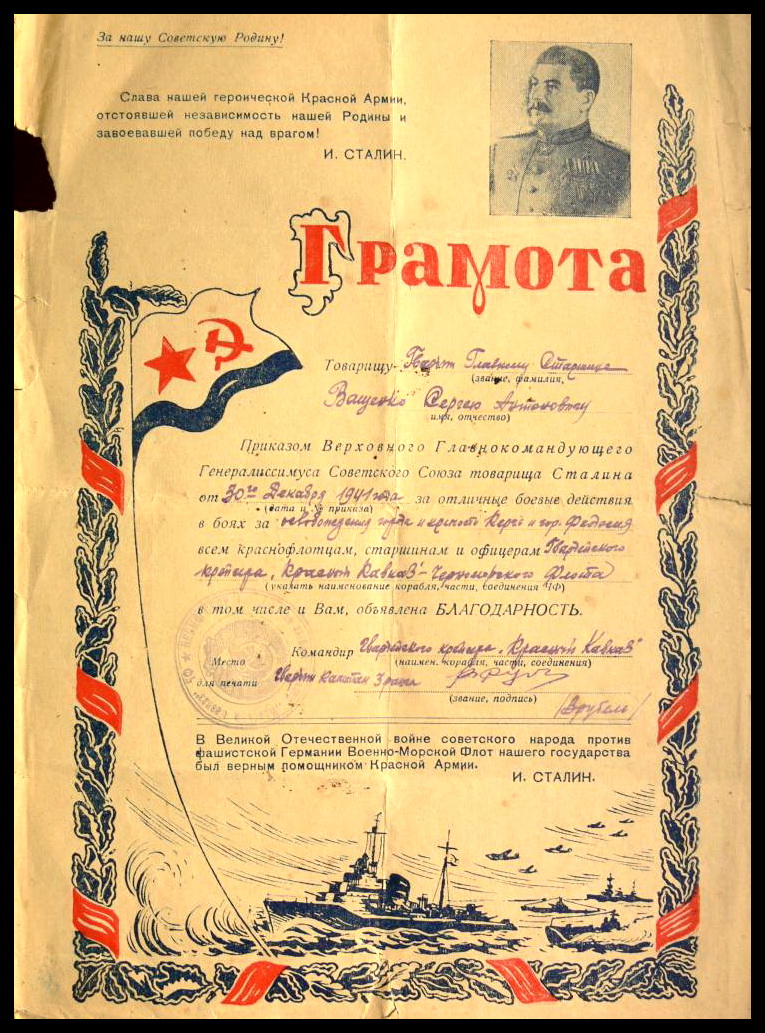 За нашу Советскую Родину!
Слава нашей героической Красной Армии,
отстоявшей независимость нашей Родины и
завоевавшей победу над врагом!
И. СТАЛИН.
Грамота
Товарищу Гварди Главному Старшине
(звание, фамилия,
Ващенко Сергею Антоновичу
имя, отчество)
Приказом Верховного Главнокомандующего
Генералиссимуса Советского Союза товарища Сталина
от 30го Декабря 1941 года за отличные боевые действия
(дата и № приказа)
в боях за освобождения города и крепости Керчь и гор. Феодосия
всем краснофлотцам, старшинам и офицерам Гвардейского
крейсера „Красный Кавказ" - Черноморского Флота
(указать наименование корабля, части, соединения ЧФ)
в том числе и Вам, объявлена БЛАГОДАРНОСТЬ.
Командир Гвардейского крейсера „Красный Кавказ"
Место
(наимен. корабля, части, соединения)
для печати
Гварди капитан 3 ранга
(звание, подпись)
/Врубель/
В Великой Отечественной войне советского народа против
фашистской Германии Военно-Морской Флот нашего государства
был верным помощником Красной Армии.
И. СТАЛИН.